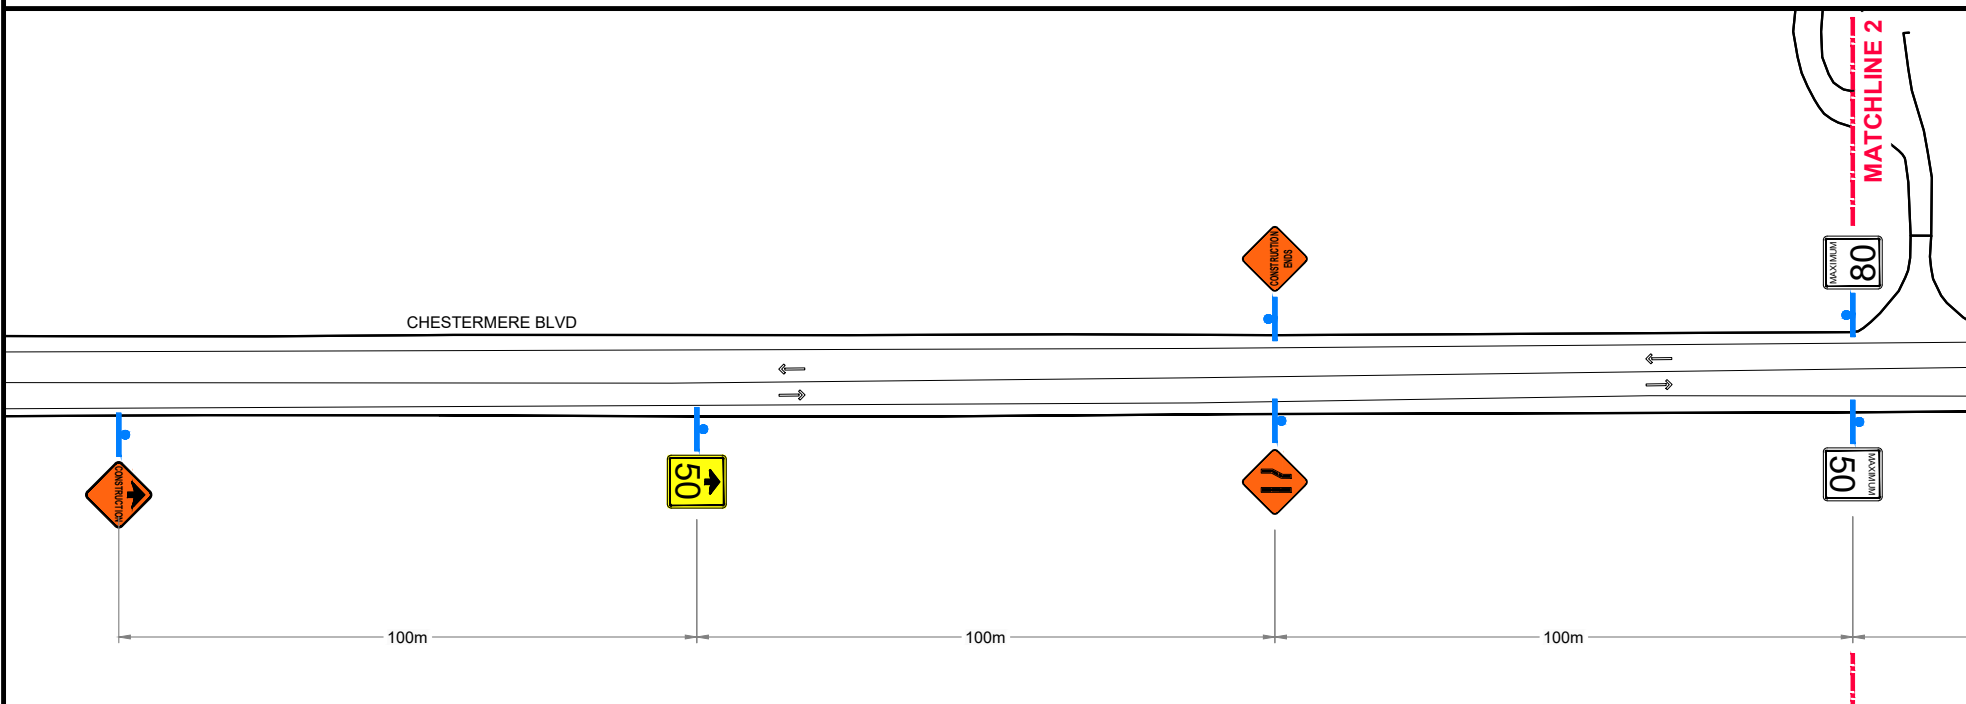 MATCHLINE 2
CONSTRUCTION
ENDS
MAXIMUM
80
CHESTERMERE BLVD
CONSTRUCTION
50
MAXIMUM
50
100m
100m
100m